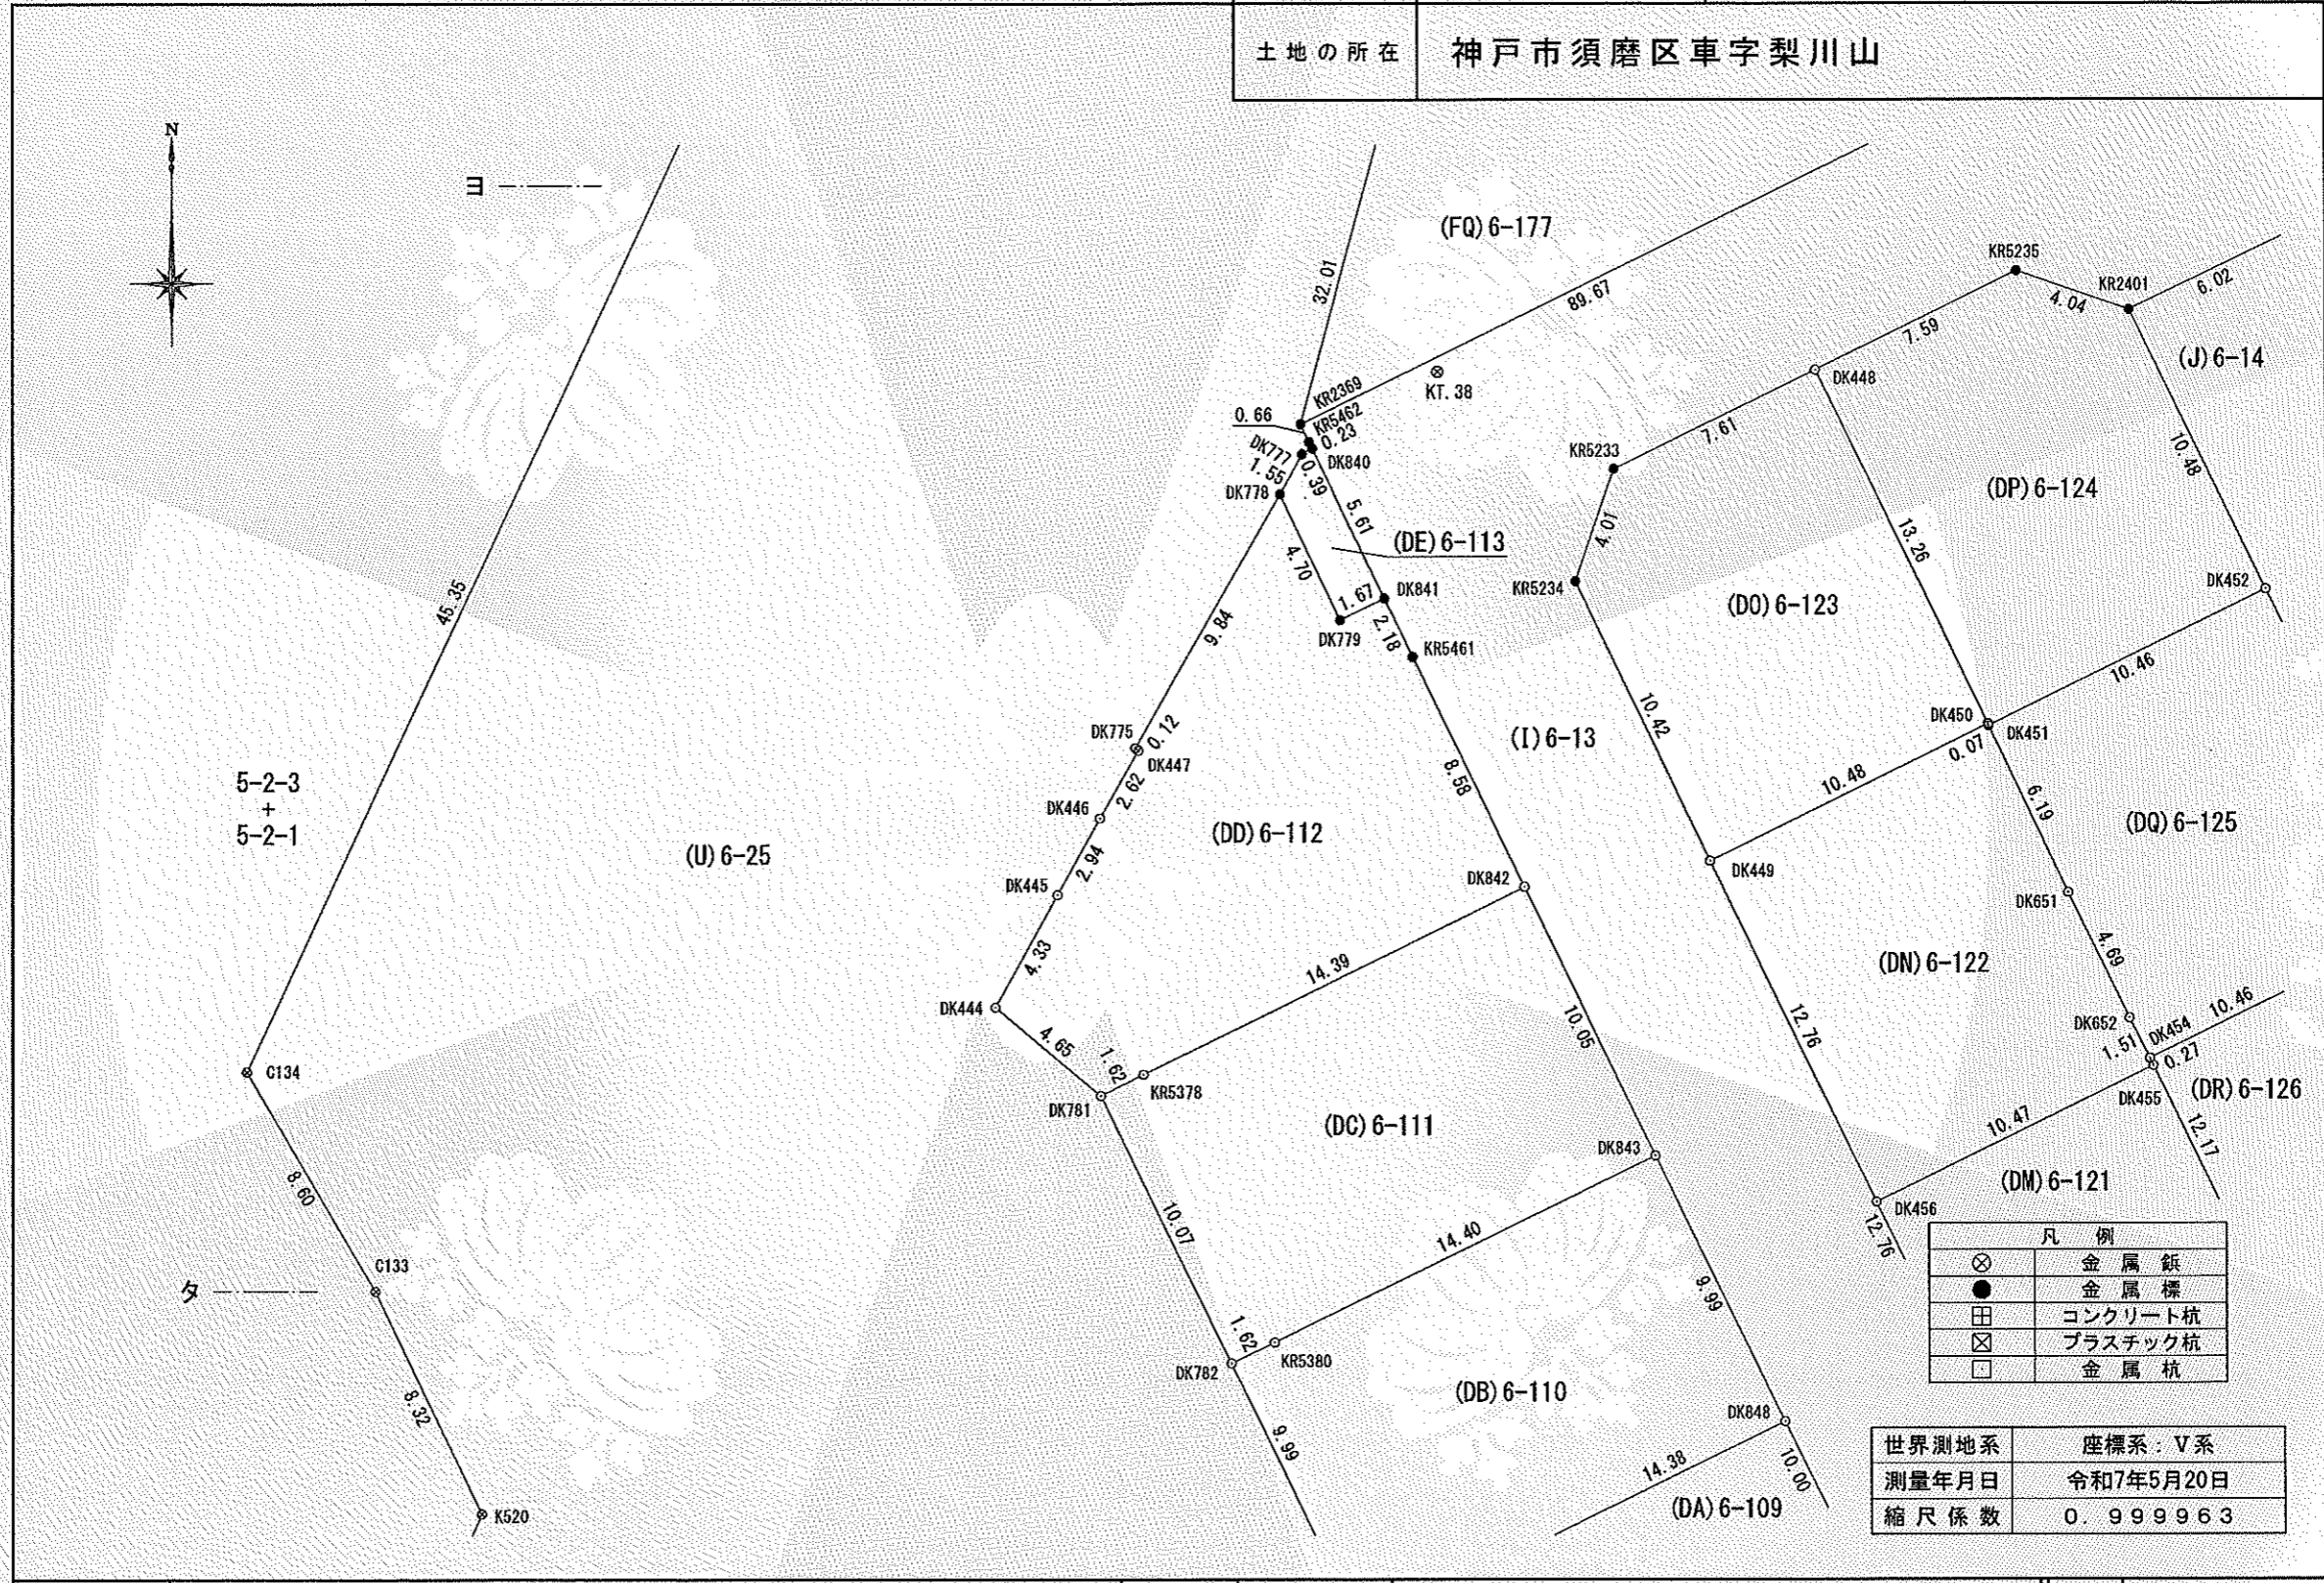 土地の所在 神戸市須磨区車字梨川山
N
ヨ
(FQ)6-177
32.01
89.67
KR5235
KR2401
4.04
6.02
7.59
(J)6-14
DK448
KR2369
KT.38
0.66
KR5462
0.23
DK777
DK840
1.55
0.39
DK778
7.61
KR5233
10.48
(DP)6-124
5.61
4.01
13.26
(DE)6-113
4.70
45.35
DK841
KR5234
DK452
1.67
(DO)6-123
9.84
DK779
2.18
KR5461
10.46
DK775
0.12
DK447
10.42
(I)6-13
DK450
DK451
0.07
DK446
2.62
8.58
10.48
5-2-3
+
5-2-1
6.19
(DQ)6-125
(DD)6-112
(U)6-25
2.94
DK445
DK842
DK449
DK651
4.33
14.39
4.69
(DN)6-122
DK444
10.05
12.76
10.46
DK652
DK454
4.65
1.62
1.51
0.27
C134
KR5378
DK781
(DR)6-126
DK455
(DC)6-111
10.47
12.17
DK843
8.60
(DM)6-121
10.07
14.40
DK456
12.76
C133
タ
9.99
1.62
DK782
KR5380
(DB)6-110
8.32
DK848
9.99
14.38
10.00
K520
(DA)6-109
凡例
金属鋲
金属標
コンクリート杭
プラスチック杭
金属杭
世界測地系 座標系:Ⅴ系
測量年月日 令和7年5月20日
縮尺係数 0.999963